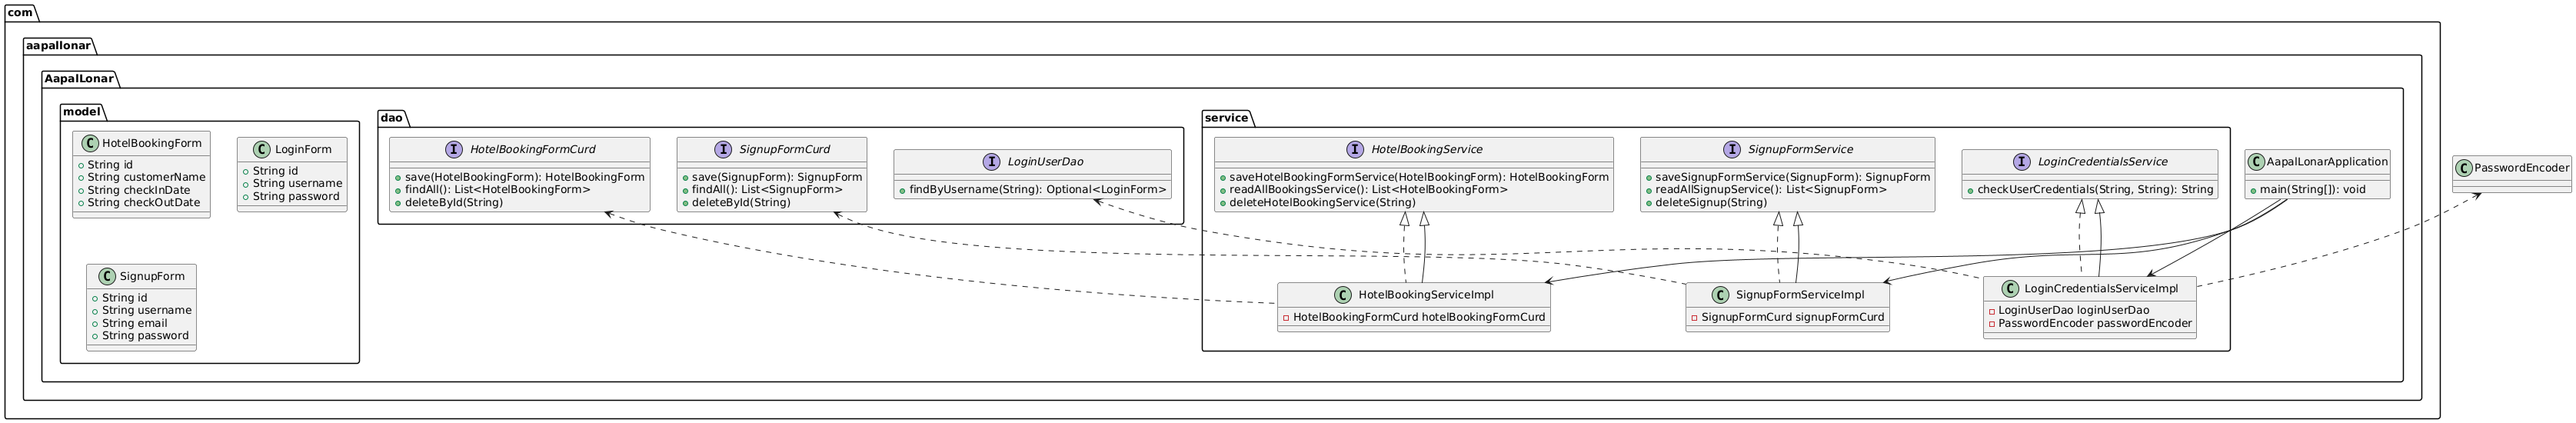 com
aapallonar
AapalLonar
model
HotelBookingForm
String id
String customerName
String checkInDate
String checkOutDate
LoginForm
String id
String username
String password
SignupForm
String id
String username
String email
String password
dao
HotelBookingFormCurd
save(HotelBookingForm): HotelBookingForm
findAll(): List<HotelBookingForm>
deleteById(String)
SignupFormCurd
save(SignupForm): SignupForm
findAll(): List<SignupForm>
deleteById(String)
LoginUserDao
findByUsername(String): Optional<LoginForm>
service
HotelBookingService
saveHotelBookingFormService(HotelBookingForm): HotelBookingForm
readAllBookingsService(): List<HotelBookingForm>
deleteHotelBookingService(String)
SignupFormService
saveSignupFormService(SignupForm): SignupForm
readAllSignupService(): List<SignupForm>
deleteSignup(String)
LoginCredentialsService
checkUserCredentials(String, String): String
HotelBookingServiceImpl
HotelBookingFormCurd hotelBookingFormCurd
SignupFormServiceImpl
SignupFormCurd signupFormCurd
LoginCredentialsServiceImpl
LoginUserDao loginUserDao
PasswordEncoder passwordEncoder
AapalLonarApplication
main(String[]): void
PasswordEncoder